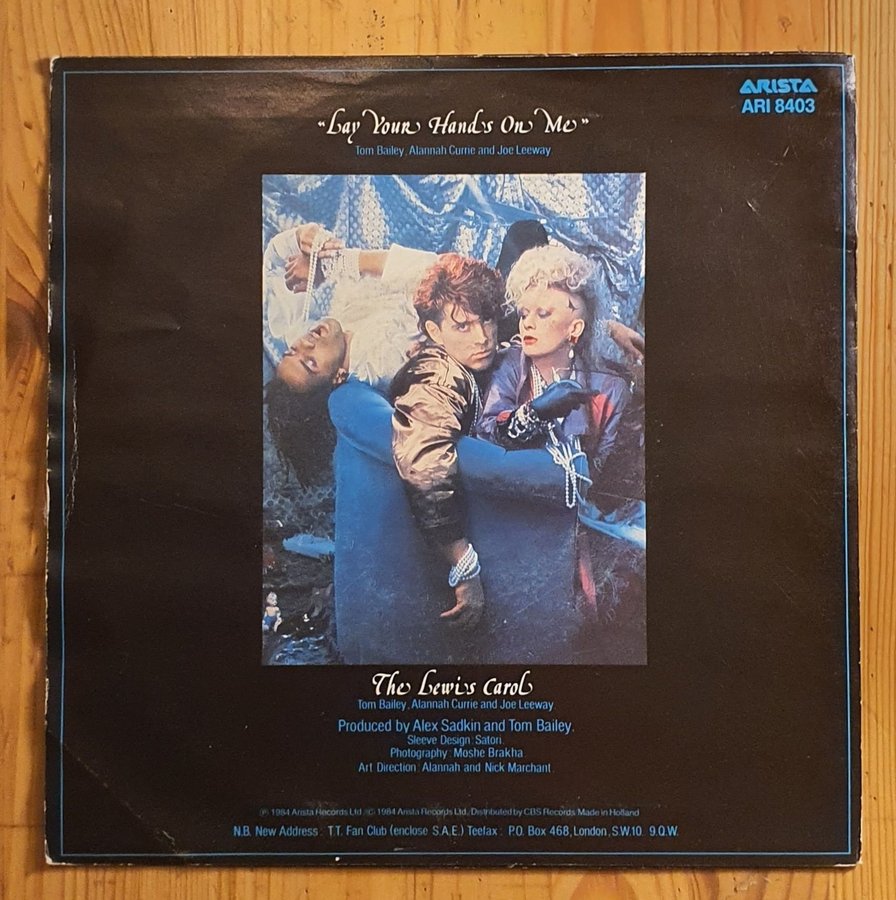 ARISTA
ARI 8403
“Lay Your Hands On Me”
Tom Bailey, Alannah Currie and Joe Leeway.
The Lewis Carol
Tom Bailey, Alannah Currie and Joe Leeway.
Produced by Alex Sadkin and Tom Bailey.
Sleeve Design: Satori.
Photography: Moshe Brakha.
Art Direction: Alannah and Nick Marchant.
℗ 1984 Arista Records Ltd./© 1984 Arista Records Ltd./Distributed by CBS Records/Made in Holland
N.B. New Address: T.T. Fan Club (enclose S.A.E.) Teefax: P.O. Box 468, London, S.W.10. 9.Q.W.